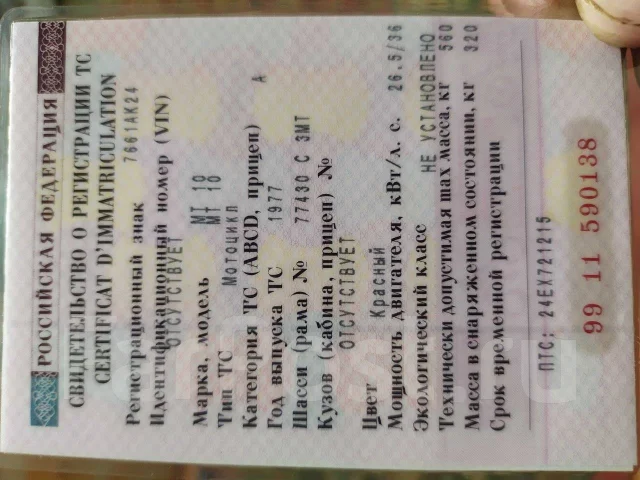 РОССИЙСКАЯ ФЕДЕРАЦИЯ
СВИДЕТЕЛЬСТВО О РЕГИСТРАЦИИ ТС
CERTIFICAT D'IMMATRICULATION
Регистрационный знак 7661АК24
Идентификационный номер (VIN)
ОТСУТСТВУЕТ
Марка, модель МТ 10
МТ 10
Тип ТС Мотоцикл
Категория ТС (ABCD, прицеп) А
Год выпуска ТС 1977
Шасси (рама) № 77430 С ЗМТ
Кузов (кабина, прицеп) №
ОТСУТСТВУЕТ
Цвет Красный
Мощность двигателя, кВт/л. с. 26.5/36
Экологический класс НЕ УСТАНОВЛЕНО
Технически допустимая max масса, кг 560
Масса в снаряженном состоянии, кг 320
Срок временной регистрации
ПТС: 24ЕХ721215
99 11 590138